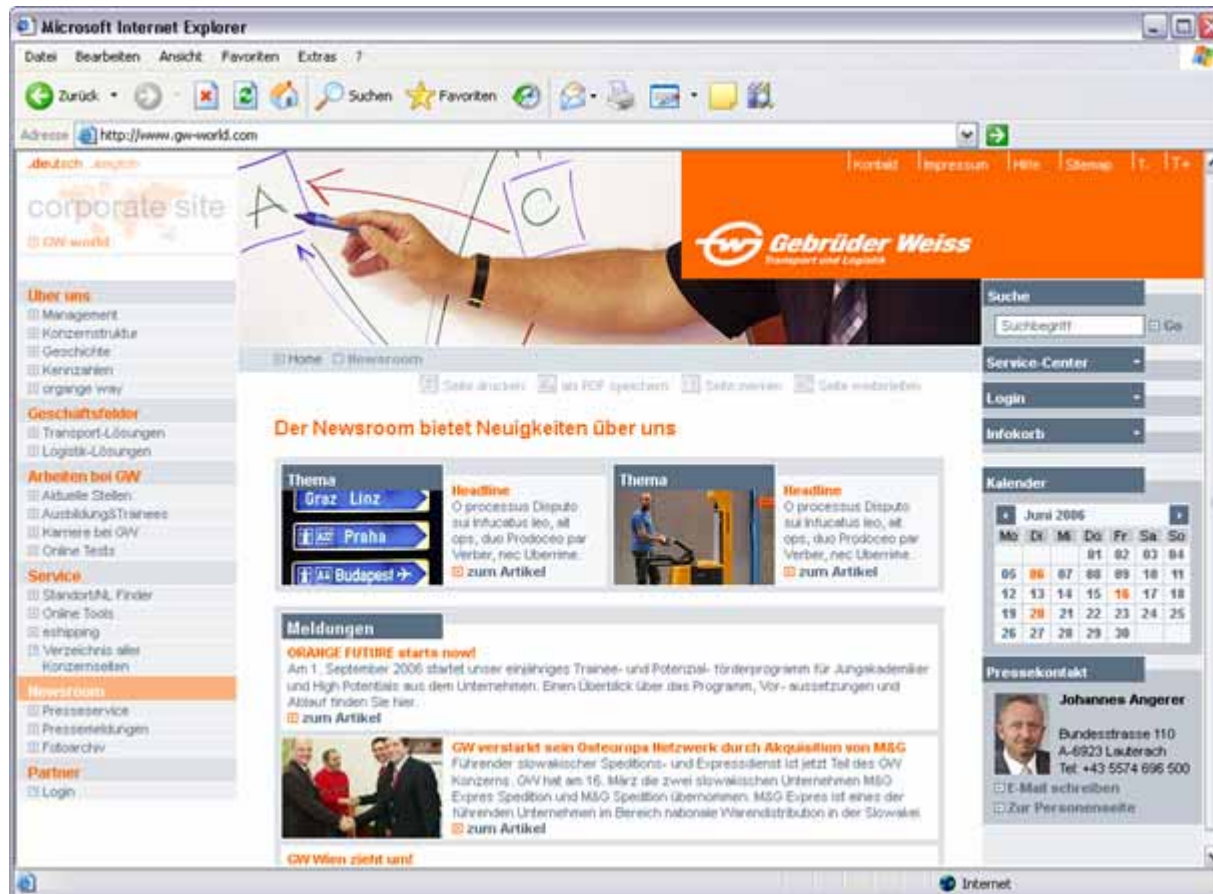 Microsoft Internet Explorer
Datei Bearbeiten Ansicht Favoriten Extras ?
Zurück Suchen Favoriten
Adresse http://www.gw-world.com
.deutsch .english
corporate site
GW-world
Kontakt Impressum Hilfe Sitemap T- T+
A
C
gw Gebrüder Weiss
Transport und Logistik
Über uns
Management
Konzernstruktur
Geschichte
Kennzahlen
organge way
Geschäftsfelder
Transport-Lösungen
Logistik-Lösungen
Arbeiten bei GW
Aktuelle Stellen
Ausbildung&Trainees
Karriere bei GW
Online Tests
Service
Standort/NL Finder
Online Tools
eshipping
Verzeichnis aller
Konzernseiten
Newsroom
Presseservice
Pressemeldungen
Fotoarchiv
Partner
Login
Home Newsroom
Seite drucken als PDF speichern Seite merken Seite weiterleiten
Der Newsroom bietet Neuigkeiten über uns
Thema
Graz Linz
Praha
A4 Budapest
Headline
O processus Disputo
sui Infucatus leo, alt
ops, duo Prodoceo par
Verber, nec Uberrime.
zum Artikel
Thema
Headline
O processus Disputo
sui Infucatus leo, alt
ops, duo Prodoceo par
Verber, nec Uberrime.
zum Artikel
Meldungen
ORANGE FUTURE starts now!
Am 1. September 2006 startet unser einjähriges Trainee- und Potenzial- förderprogramm für Jungakademiker
und High Potentials aus dem Unternehmen. Einen Überblick über das Programm, Vor- aussetzungen und
Ablauf finden Sie hier.
zum Artikel
GW verstärkt sein Osteuropa Netzwerk durch Akquisition von M&G
Führender slowakischer Speditions- und Expressdienst ist jetzt Teil des GW
Konzerns. GW hat am 16. März die zwei slowakischen Unternehmen M&G
Expres Spedition und M&G Spedition übernommen. M&G Expres ist eines der
führenden Unternehmen im Bereich nationale Warendistribution in der Slowakei.
zum Artikel
GW Wien zieht um!
Suche
Suchbegriff Go
Service-Center
Login
Infokorb
Kalender
Juni 2006
Mo Di Mi Do Fr Sa So
01 02 03 04
05 06 07 08 09 10 11
12 13 14 15 16 17 18
19 20 21 22 23 24 25
26 27 28 29 30
Pressekontakt
Johannes Angerer
Bundesstrasse 110
A-6923 Lauterach
Tel: +43 5574 696 500
E-Mail schreiben
Zur Personenseite
Internet